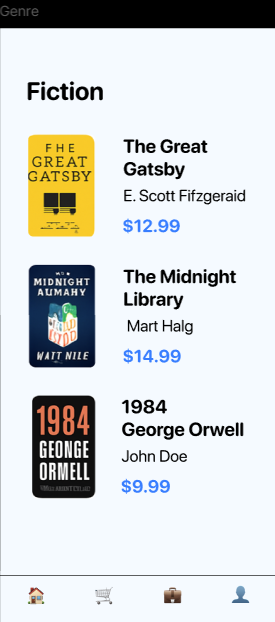 Genre
Fiction
FHE
GREAT
GATSBY
The Great
Gatsby
E. Scott Fifzgeraid
$12.99
MIDNIGHT
AUMAHY
WATT NILE
The Midnight
Library
Mart Halg
$14.99
1984
GEONGE
ORMELL
1984
George Orwell
John Doe
$9.99